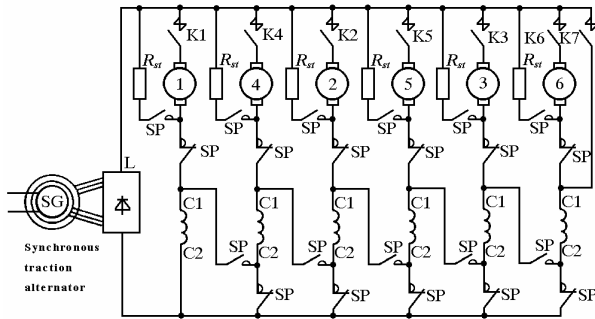 K1 K4 K2 K5 K3 K6 K7
Rst Rst Rst Rst Rst Rst
1 4 2 5 3 6
SP SP SP SP SP SP
SP SP SP SP SP SP
L
SG
C1 C1 C1 C1 C1 C1
SP SP SP SP SP
C2 C2 C2 C2 C2 C2
Synchronous
traction
alternator
SP SP SP SP SP